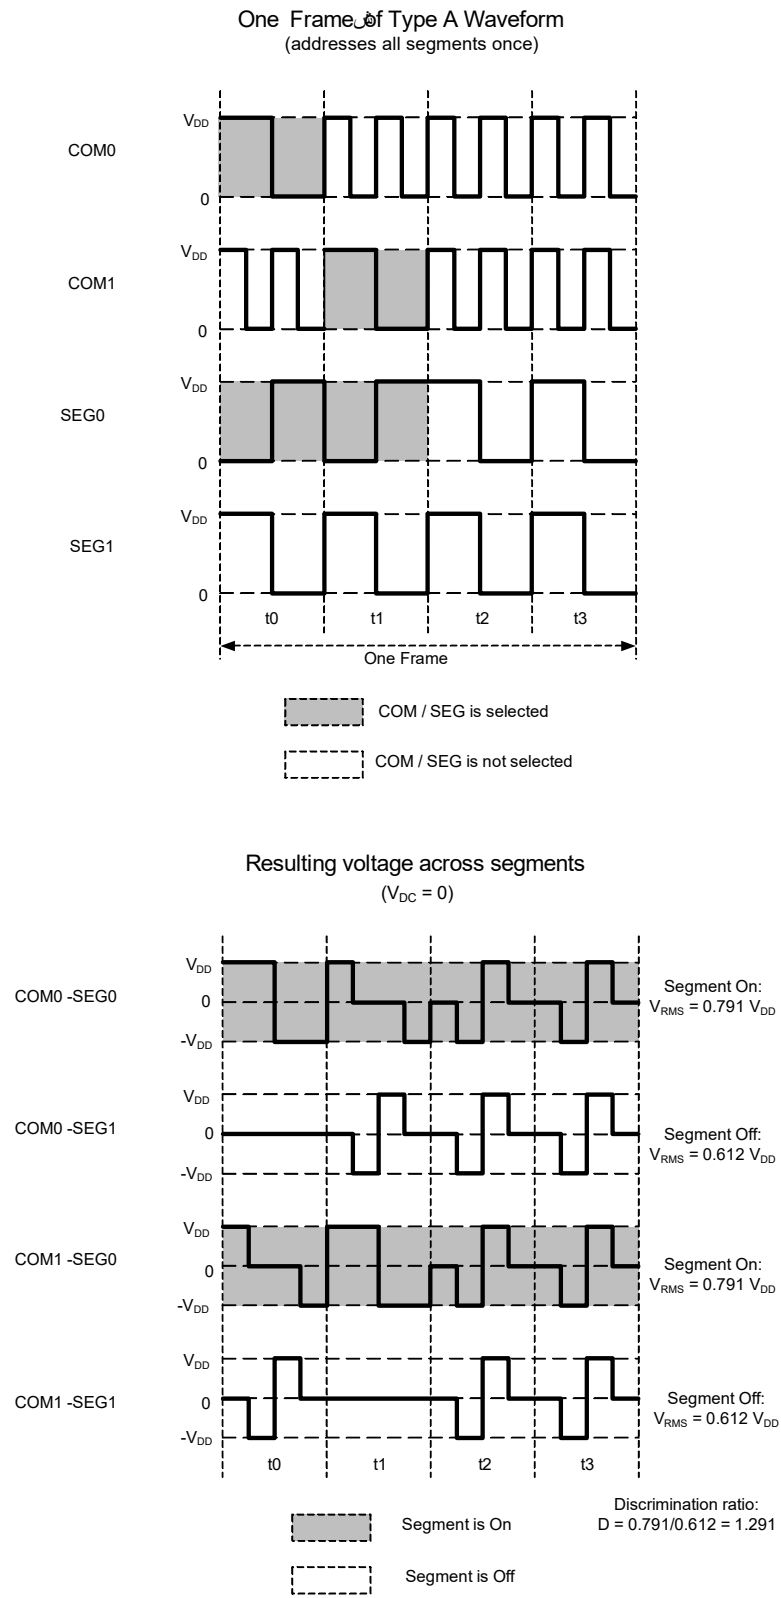 One Frame of Type A Waveform
(addresses all segments once)
VDD
COM0
0
VDD
COM1
0
VDD
SEG0
0
VDD
SEG1
0
t0 t1 t2 t3
One Frame
COM / SEG is selected
COM / SEG is not selected
Resulting voltage across segments
(VDC = 0)
VDD
COM0 -SEG0
0
-VDD
Segment On:
VRMS = 0.791 VDD
VDD
COM0 -SEG1
0
-VDD
Segment Off:
VRMS = 0.612 VDD
VDD
COM1 -SEG0
0
-VDD
Segment On:
VRMS = 0.791 VDD
VDD
COM1 -SEG1
0
-VDD
Segment Off:
VRMS = 0.612 VDD
t0 t1 t2 t3
Segment is On
Segment is Off
Discrimination ratio:
D = 0.791/0.612 = 1.291